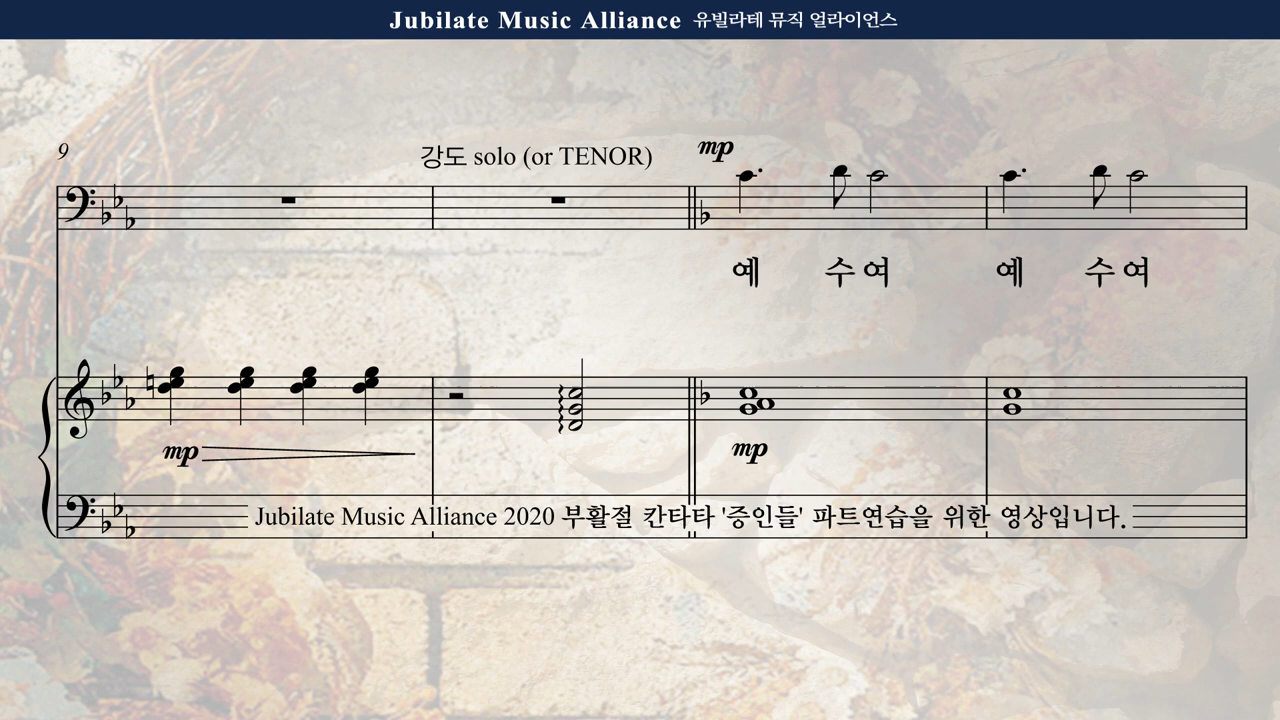 Jubilate Music Alliance 유빌라테 뮤직 얼라이언스
9
강도 solo (or TENOR)
mp
예 수 여 예 수 여
mp
mp
Jubilate Music Alliance 2020 부활절 칸타타 '증인들' 파트연습을 위한 영상입니다.